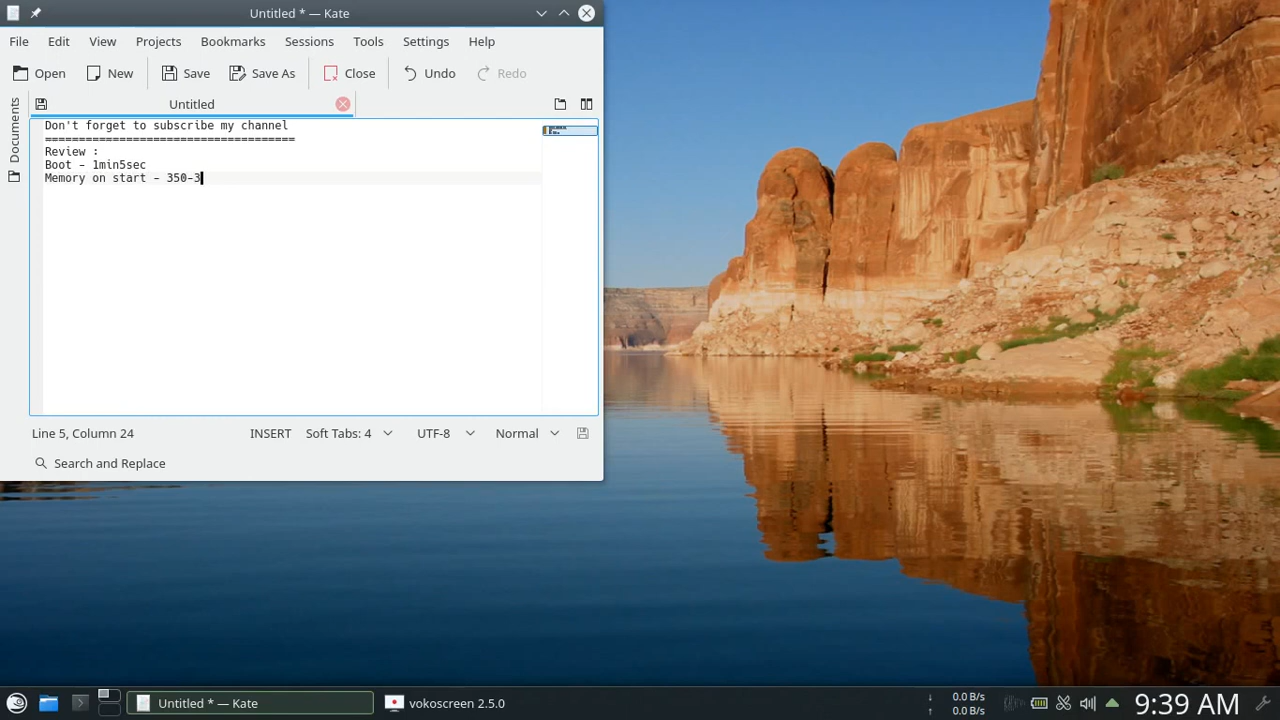 Untitled * — Kate
File Edit View Projects Bookmarks Sessions Tools Settings Help
Open New Save Save As Close Undo Redo
Untitled
Documents
Don't forget to subscribe my channel
=====================================
Review :
Boot - 1min5sec
Memory on start - 350-3
Line 5, Column 24 INSERT Soft Tabs: 4 UTF-8 Normal
Search and Replace
Untitled * — Kate vokoscreen 2.5.0 0.0 B/s 9:39 AM
0.0 B/s